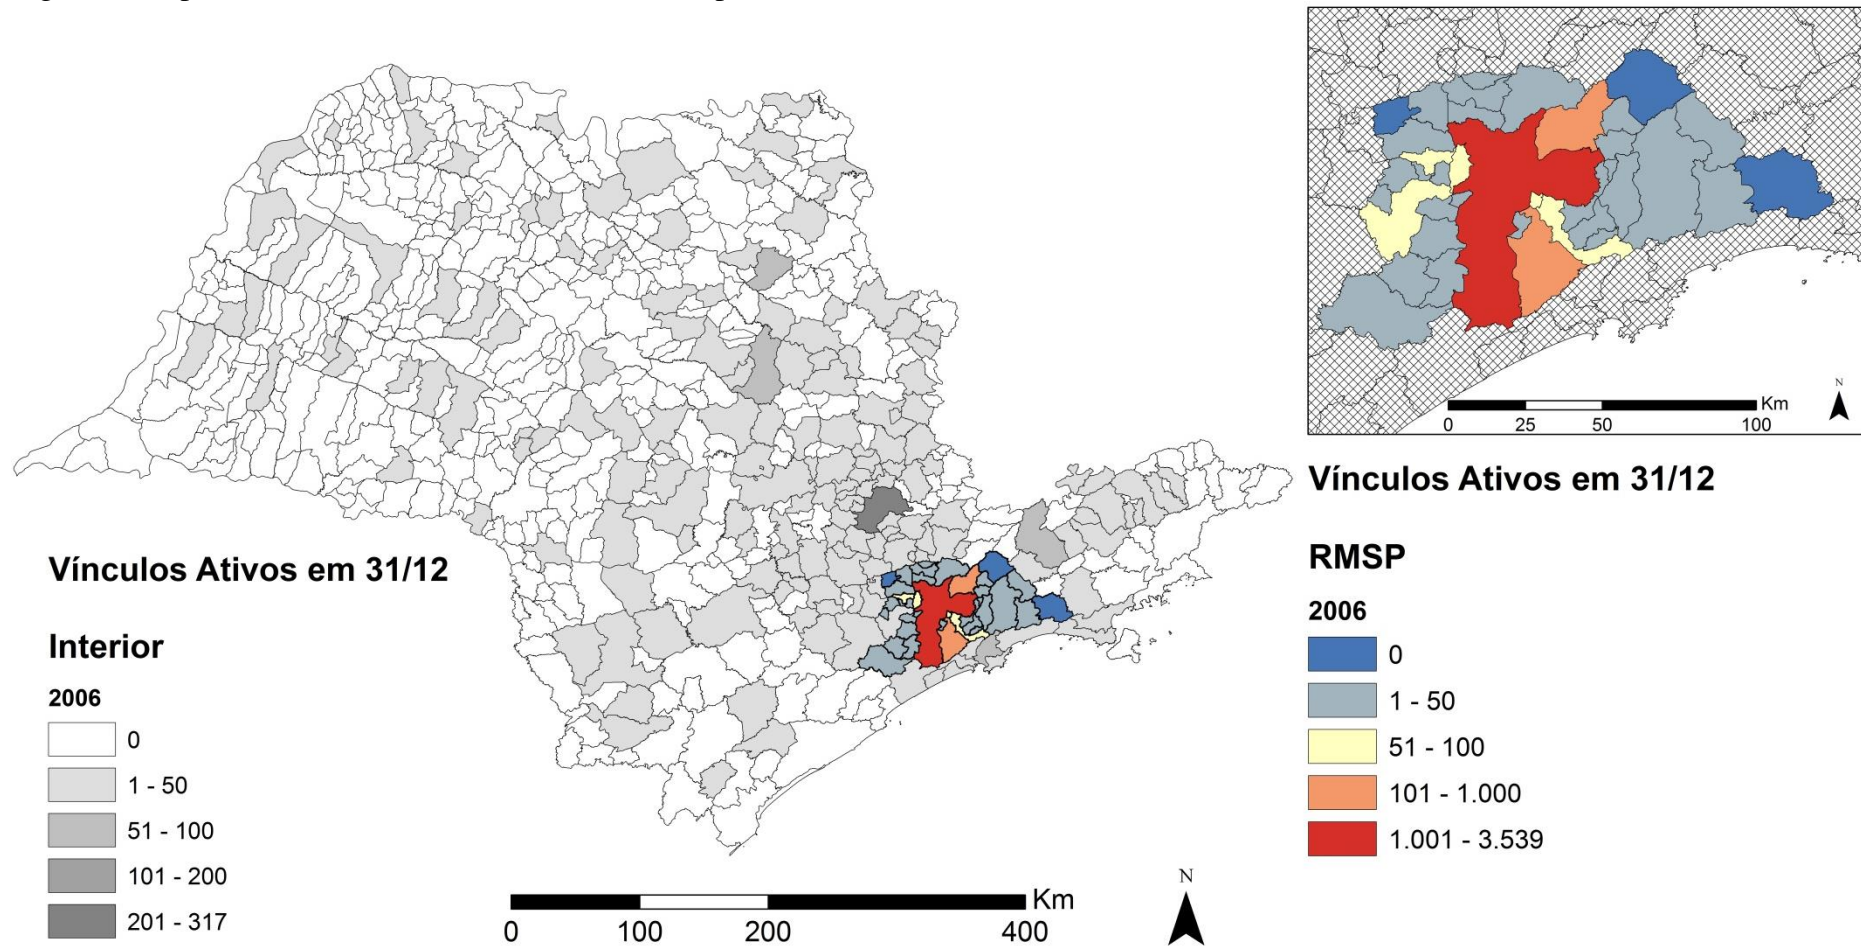 Vínculos Ativos em 31/12
Interior
2006
0
1 - 50
51 - 100
101 - 200
201 - 317
Km
0 100 200 400
N
Km
0 25 50 100
N
Vínculos Ativos em 31/12
RMSP
2006
0
1 - 50
51 - 100
101 - 1.000
1.001 - 3.539